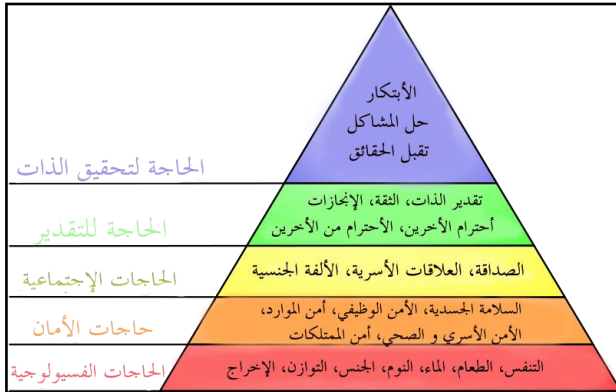 الأبتكار
حل المشاكل
تقبل الحقائق
الحاجة لتحقيق الذات
تقدير الذات، الثقة، الإنجازات
أحترام الأخرين، الأحترام من الأخرين
الحاجة للتقدير
الصداقة، العلاقات الأسرية، الألفة الجنسية
الحاجات الإجتماعية
السلامة الجسدية، الأمن الوظيفي، أمن الموارد،
الأمن الأسري و الصحي، أمن الممتلكات
حاجات الأمان
التنفس، الطعام، الماء، النوم، الجنس، التوازن، الإخراج
الحاجات الفسيولوجية